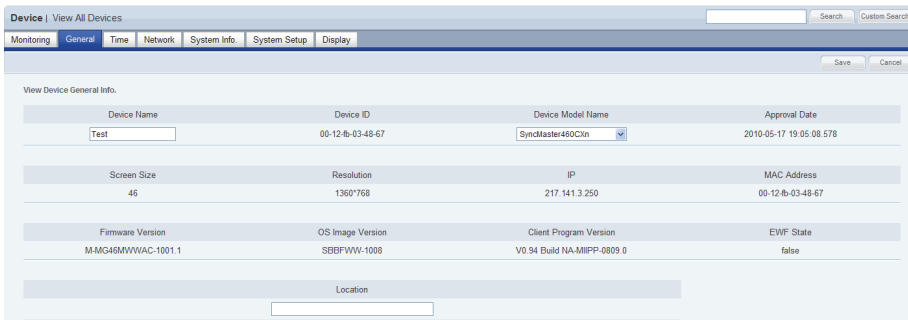 Device | View All Devices Search Custom Search
Monitoring General Time Network System Info. System Setup Display
Save Cancel
View Device General Info.
Device Name Device ID Device Model Name Approval Date
Test 00-12-fb-03-48-67 SyncMaster460CXn 2010-05-17 19:05:08.578
Screen Size Resolution IP MAC Address
46 1360*768 217.141.3.250 00-12-fb-03-48-67
Firmware Version OS Image Version Client Program Version EWF State
M-MG46MWWAC-1001.1 SBBFWW-1008 V0.94 Build NA-MIIPP-0809.0 false
Location